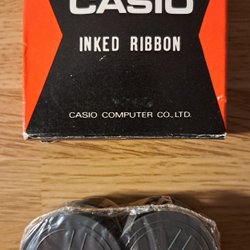 CASIO
INKED RIBBON
CASIO COMPUTER CO., LTD.